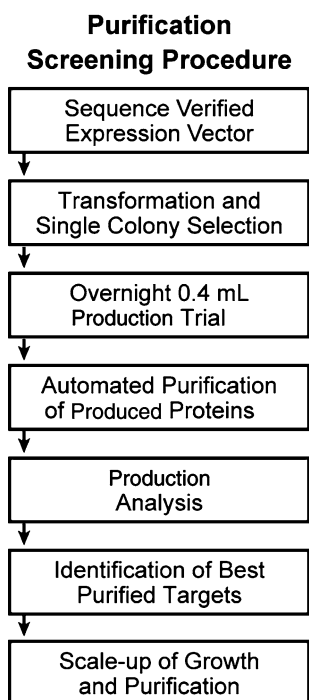 Purification
Screening Procedure
Sequence Verified
Expression Vector
Transformation and
Single Colony Selection
Overnight 0.4 mL
Production Trial
Automated Purification
of Produced Proteins
Production
Analysis
Identification of Best
Purified Targets
Scale-up of Growth
and Purification